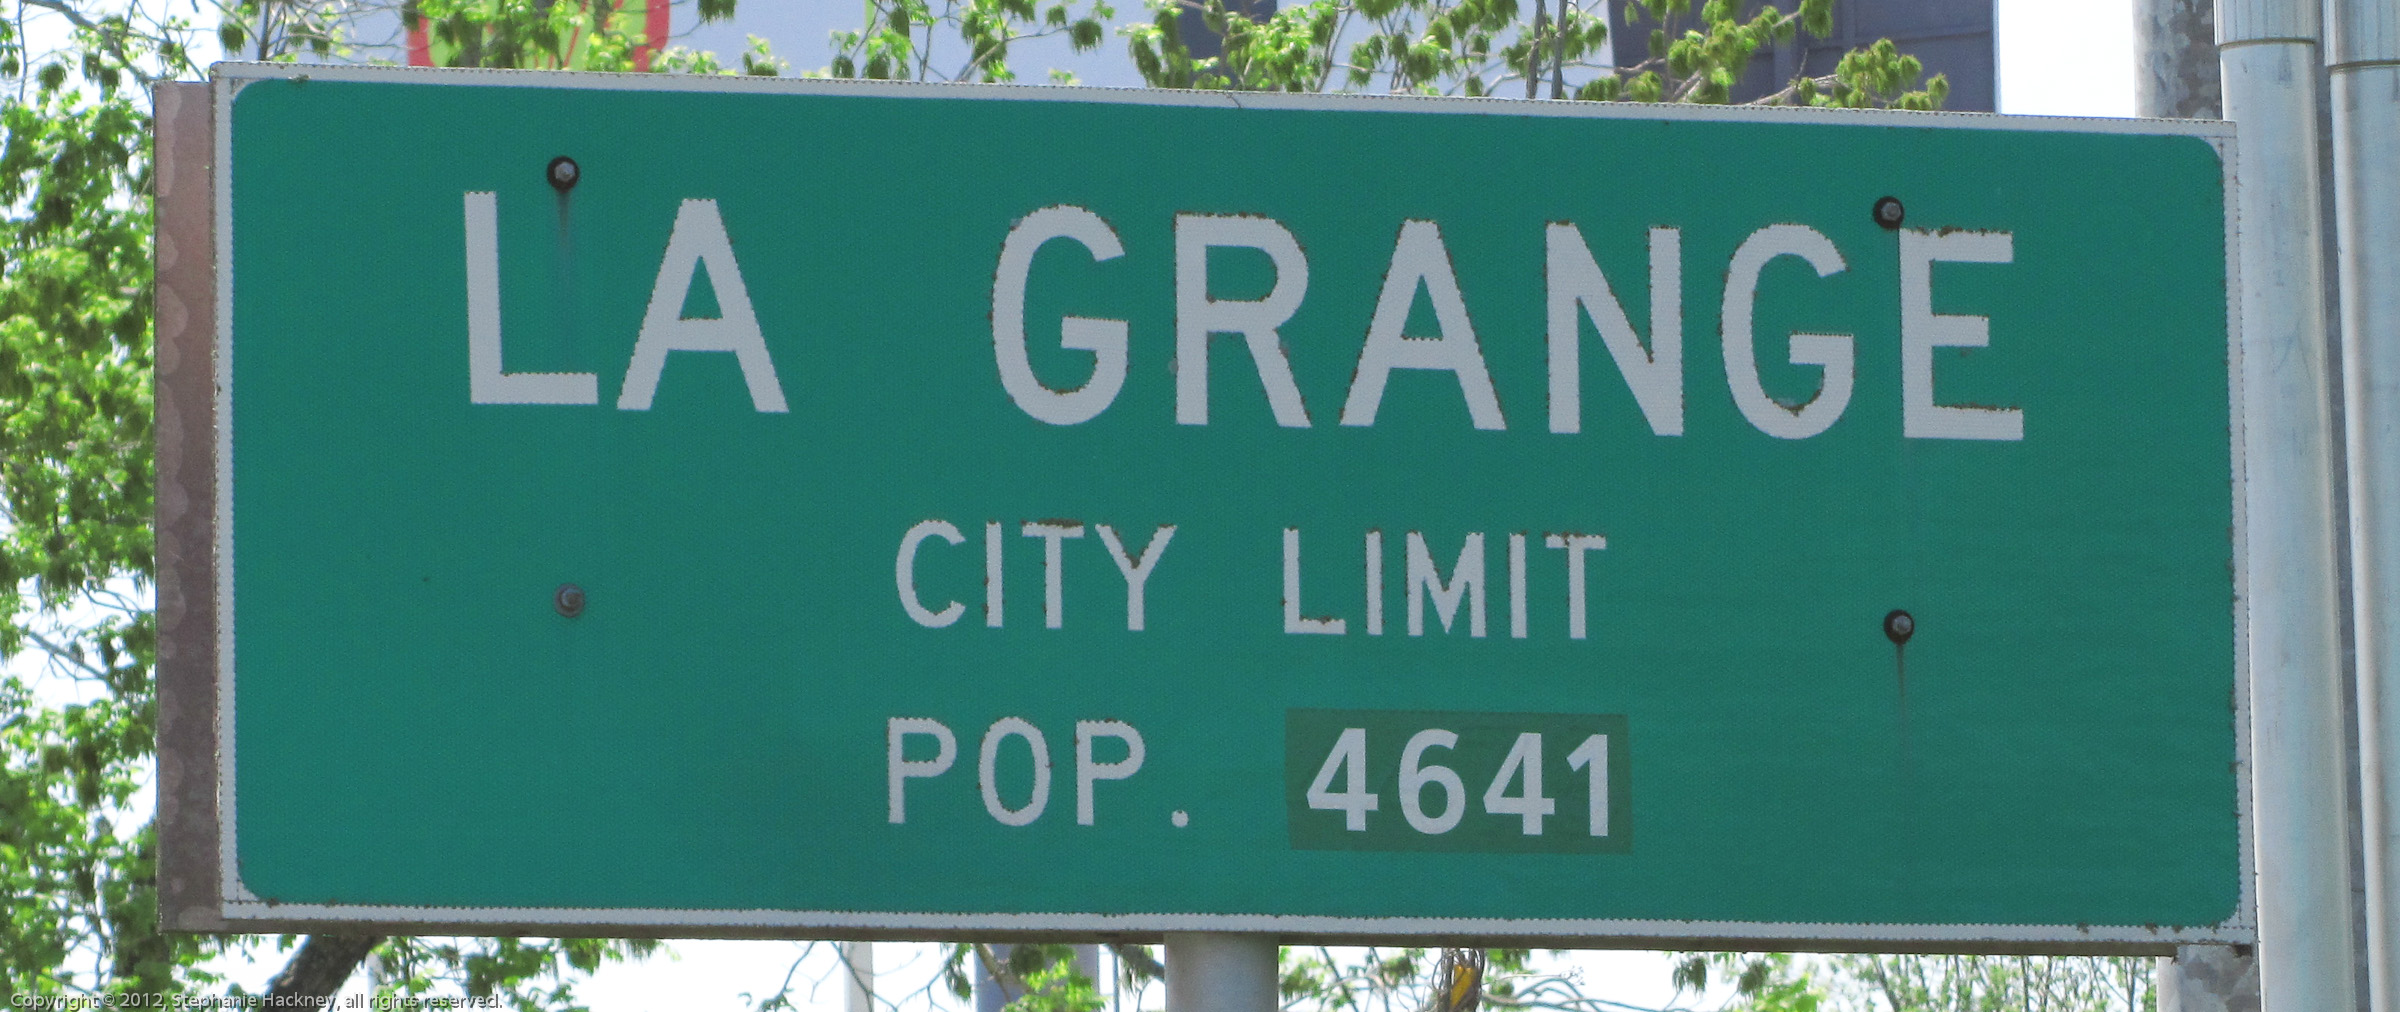 LA GRANGE
CITY LIMIT
POP. 4641
Copyright © 2012, Stephanie Hackney, all rights reserved.